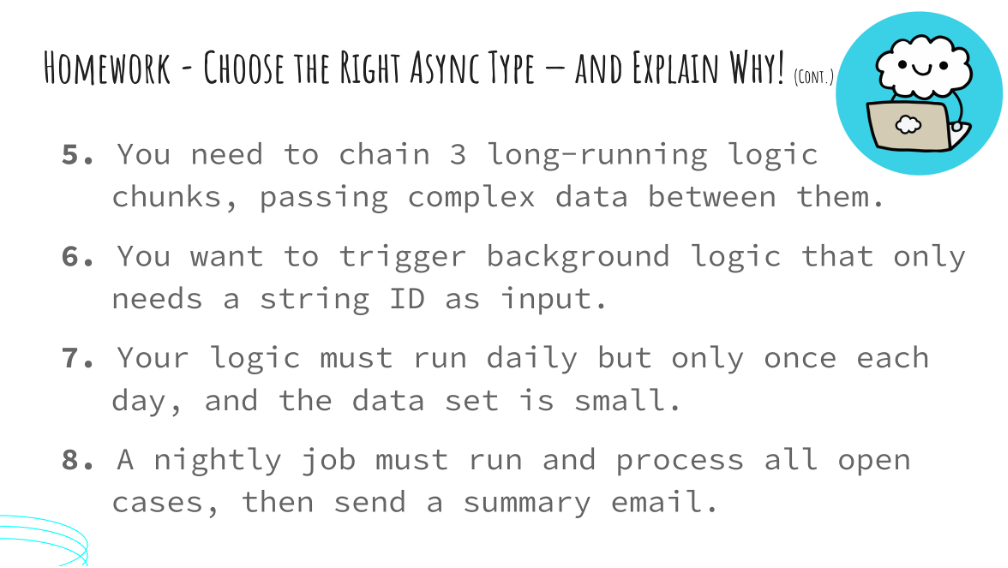 Homework - Choose the Right Async Type – and Explain Why! (Cont.)
5. You need to chain 3 long-running logic
chunks, passing complex data between them.
6. You want to trigger background logic that only
needs a string ID as input.
7. Your logic must run daily but only once each
day, and the data set is small.
8. A nightly job must run and process all open
cases, then send a summary email.